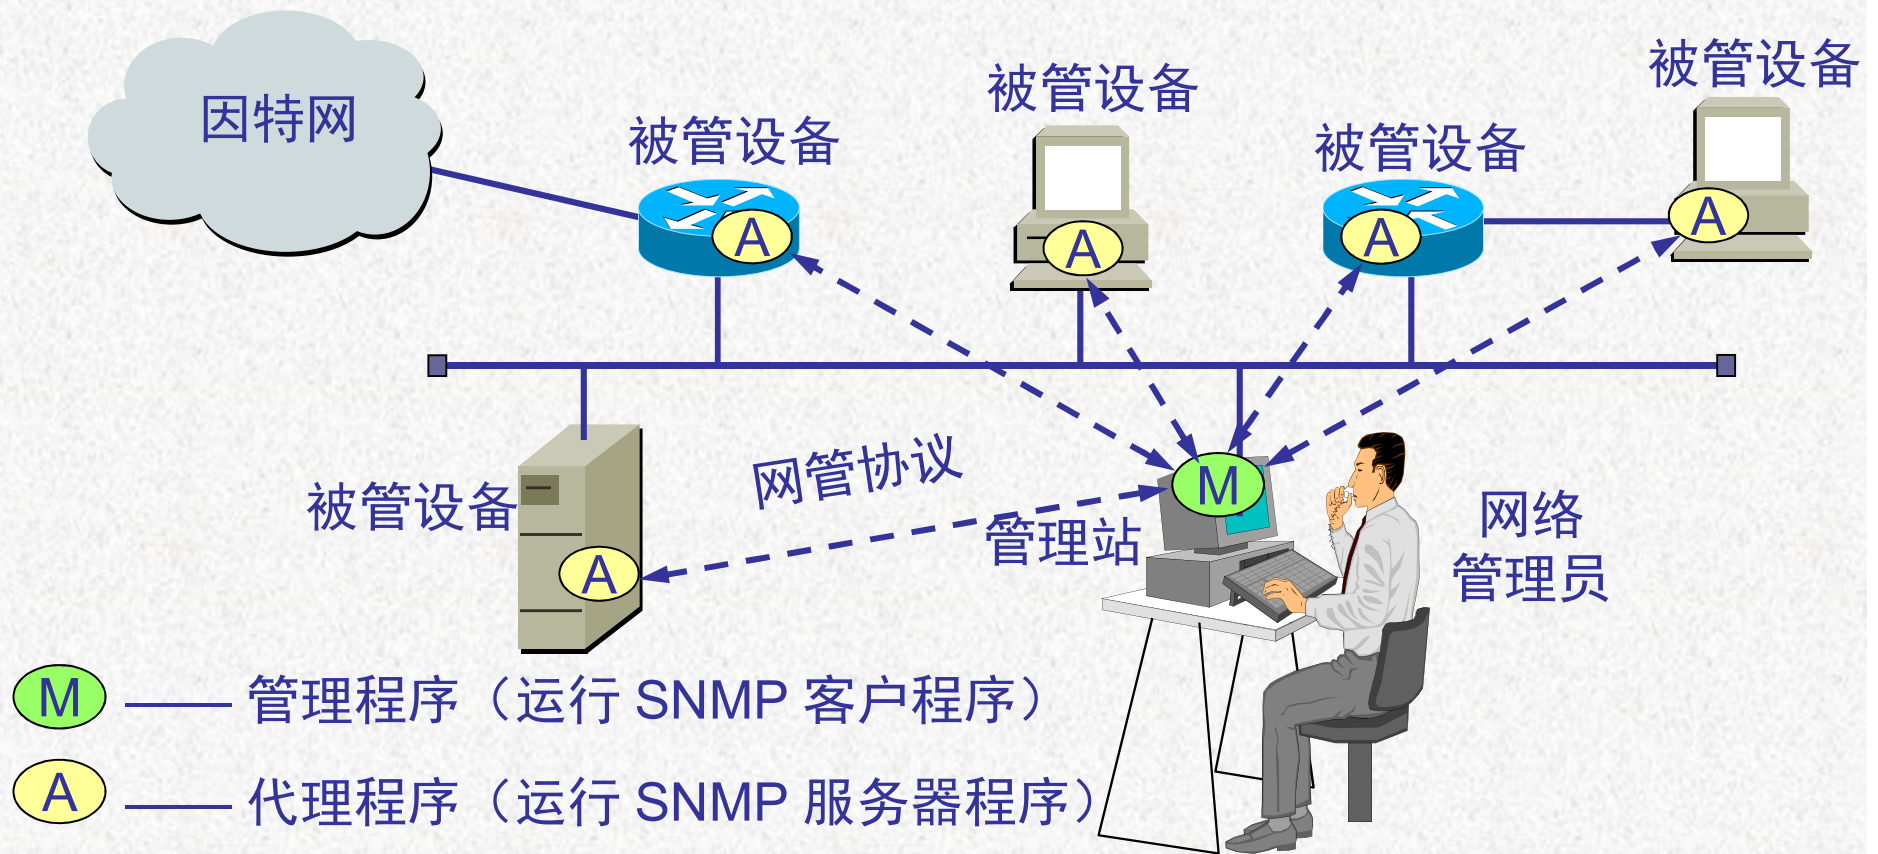 因特网
被管设备
A
被管设备
A
被管设备
A
被管设备
A
被管设备
A
网管协议
管理站
M
网络
管理员
M 管理程序（运行 SNMP 客户程序）
A 代理程序（运行 SNMP 服务器程序）